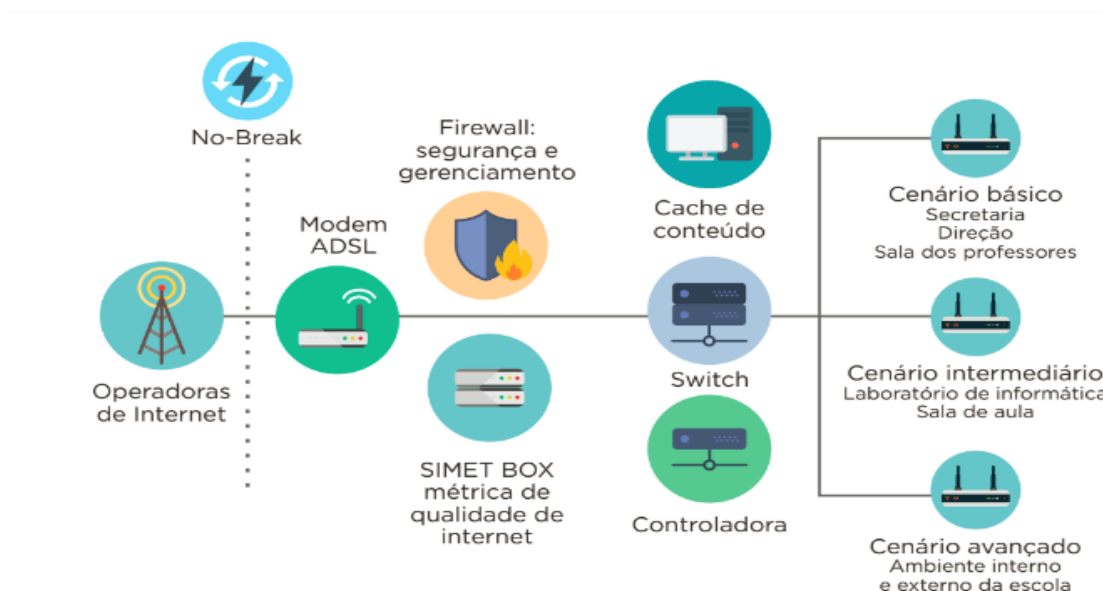 No-Break
Operadoras
de Internet
Modem
ADSL
Firewall:
segurança e
gerenciamento
SIMET BOX
métrica de
qualidade de
internet
Cache de
conteúdo
Switch
Controladora
Cenário básico
Secretaria
Direção
Sala dos professores
Cenário intermediário
Laboratório de informática
Sala de aula
Cenário avançado
Ambiente interno
e externo da escola